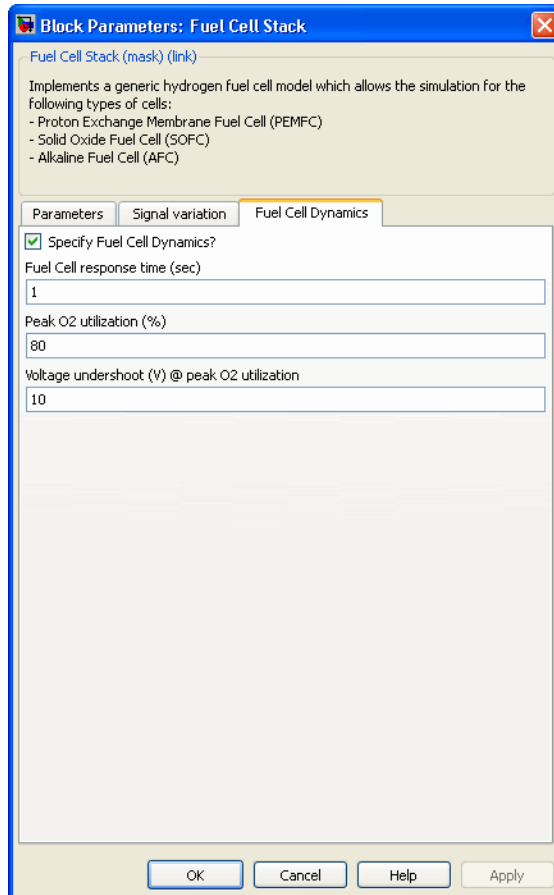 Block Parameters: Fuel Cell Stack
Fuel Cell Stack (mask) (link)
Implements a generic hydrogen fuel cell model which allows the simulation for the
following types of cells:
- Proton Exchange Membrane Fuel Cell (PEMFC)
- Solid Oxide Fuel Cell (SOFC)
- Alkaline Fuel Cell (AFC)
Parameters Signal variation Fuel Cell Dynamics
Specify Fuel Cell Dynamics?
Fuel Cell response time (sec)
1
Peak O2 utilization (%)
80
Voltage undershoot (V) @ peak O2 utilization
10
OK Cancel Help Apply